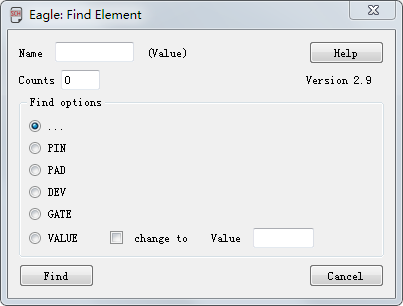 Eagle: Find Element
Name (Value) Help
Counts 0 Version 2.9
Find options
...
PIN
PAD
DEV
GATE
VALUE change to Value
Find Cancel